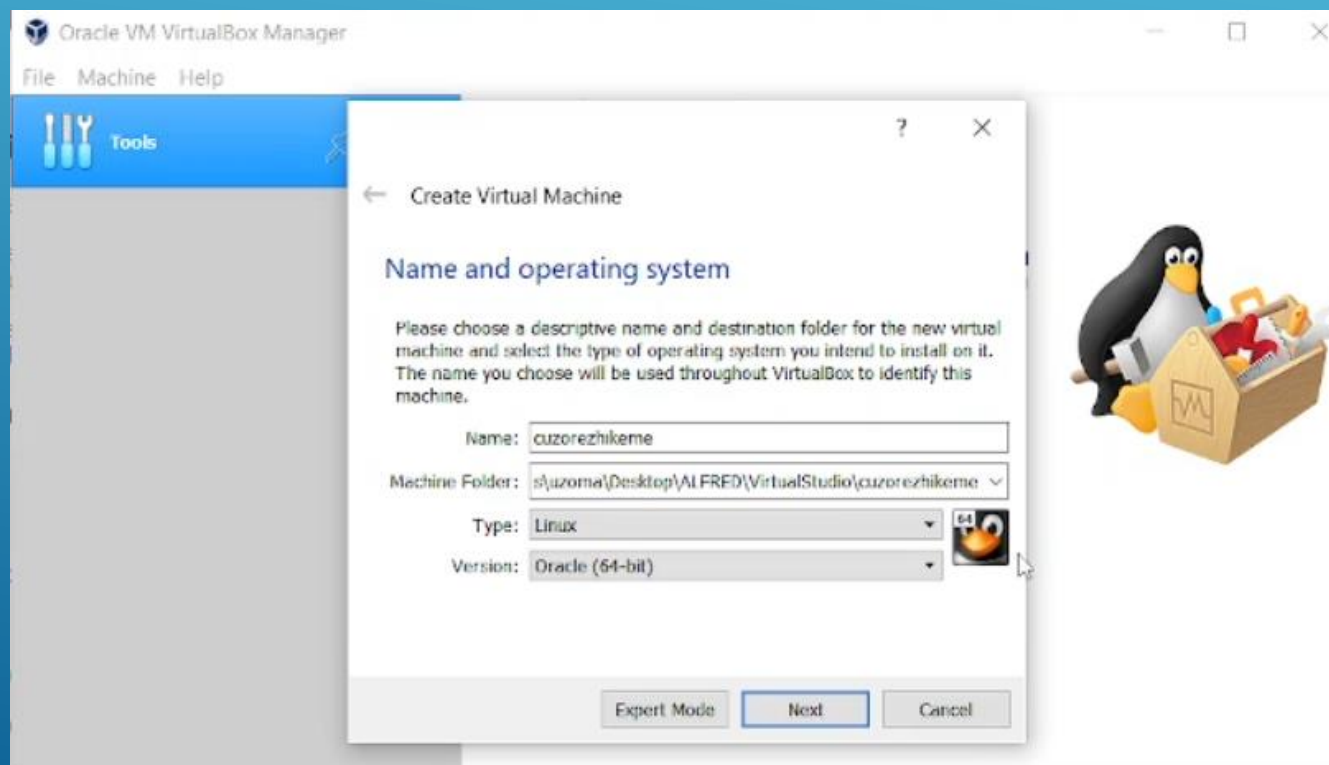 Oracle VM VirtualBox Manager
File Machine Help
Tools
?
Create Virtual Machine
Name and operating system
Please choose a descriptive name and destination folder for the new virtual
machine and select the type of operating system you intend to install on it.
The name you choose will be used throughout VirtualBox to identify this
machine.
Name: cuzorezhikeme
Machine Folder: s\uzoma\Desktop\ALFRED\VirtualStudio\cuzorezhikeme
Type: Linux
64
Version: Oracle (64-bit)
Expert Mode Next Cancel